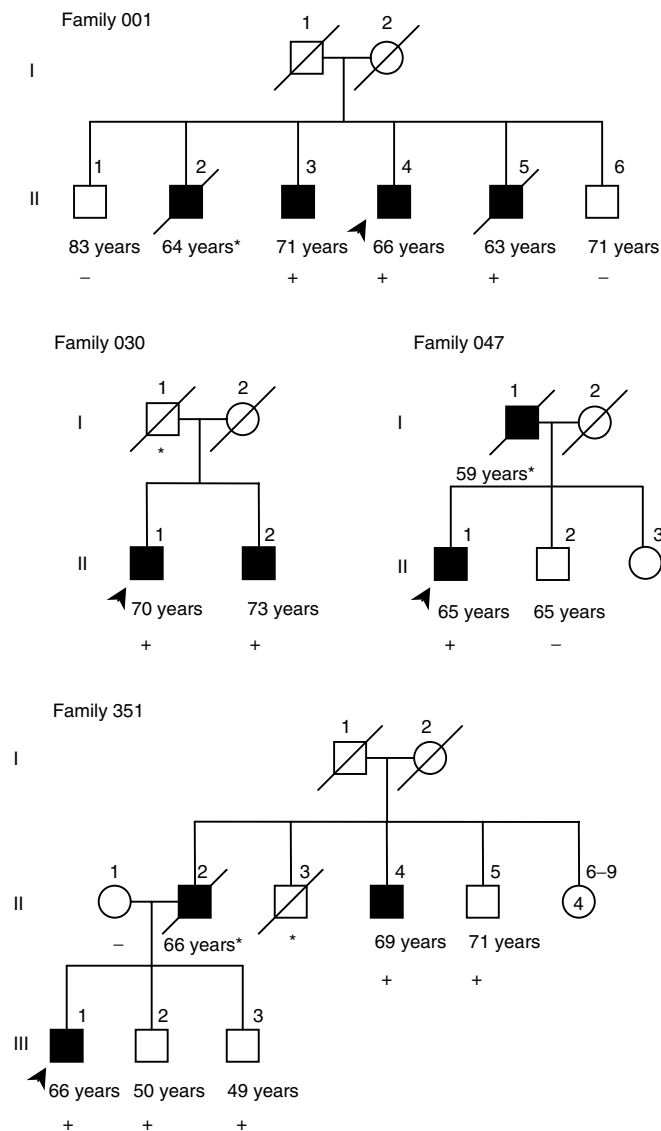 Family 001
I
1 2
1 2 3 4 5 6
II
83 years 64 years* 71 years 66 years 63 years 71 years
– + + + –
Family 030
I
1 2
*
II
1 2
70 years 73 years
+ +
Family 047
I
1 2
59 years*
II
1 2 3
65 years 65 years
+ –
Family 351
I
1 2
II
1 2 3 4 5 6–9
4
– 66 years* * 69 years 71 years
+ +
III
1 2 3
66 years 50 years 49 years
+ + +